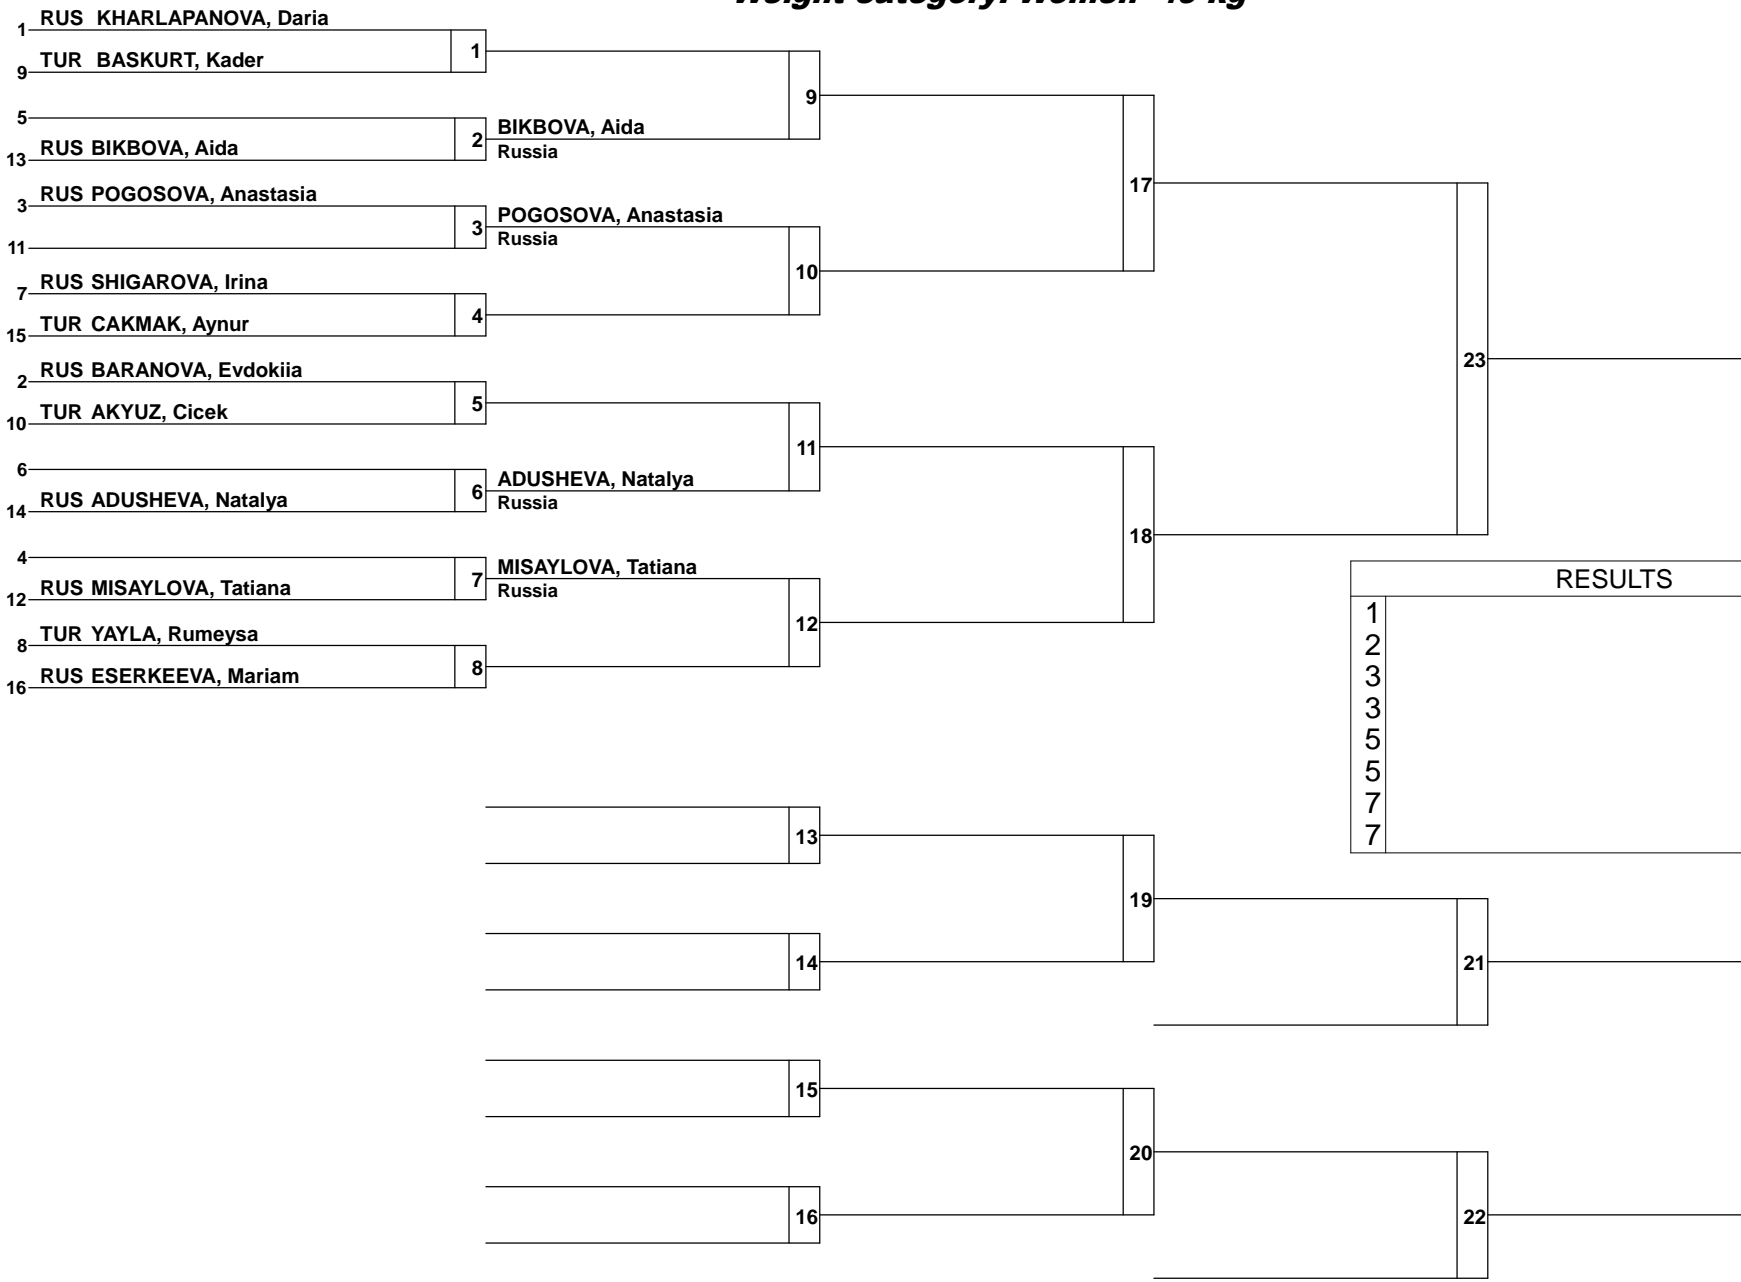 RUS KHARLAPANOVA, Daria
1
TUR BASKURT, Kader
9
1
5
RUS BIKBOVA, Aida
13
2
BIKBOVA, Aida
Russia
9
RUS POGOSOVA, Anastasia
3
11
3
POGOSOVA, Anastasia
Russia
17
RUS SHIGAROVA, Irina
7
TUR CAKMAK, Aynur
15
4
10
RUS BARANOVA, Evdokiia
2
TUR AKYUZ, Cicek
10
5
23
6
RUS ADUSHEVA, Natalya
14
6
ADUSHEVA, Natalya
Russia
11
4
RUS MISAYLOVA, Tatiana
12
7
MISAYLOVA, Tatiana
Russia
18
TUR YAYLA, Rumeysa
8
RUS ESERKEEVA, Mariam
16
8
12
RESULTS
1
2
3
3
5
5
7
7
13
19
14
21
15
20
16
22